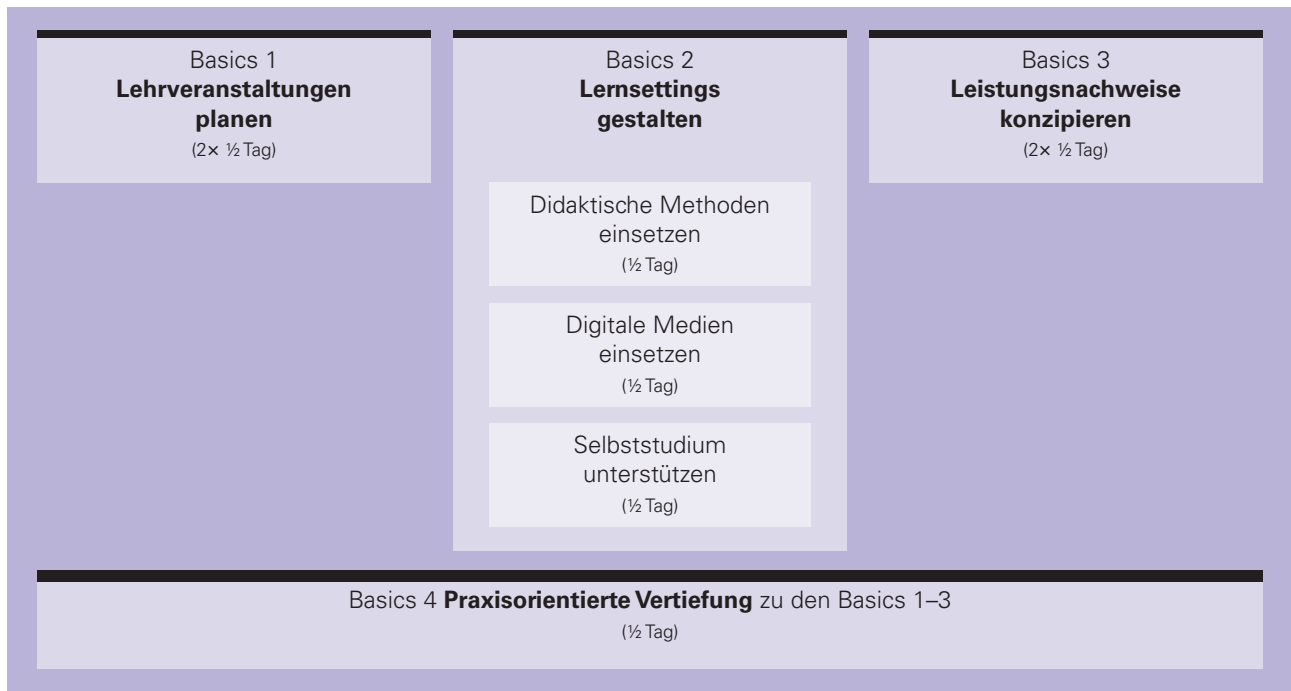 Basics 1
Lehrveranstaltungen
planen
(2× ½ Tag)
Basics 2
Lernsettings
gestalten
Didaktische Methoden
einsetzen
(½ Tag)
Digitale Medien
einsetzen
(½ Tag)
Selbststudium
unterstützen
(½ Tag)
Basics 3
Leistungsnachweise
konzipieren
(2× ½ Tag)
Basics 4 Praxisorientierte Vertiefung zu den Basics 1–3
(½ Tag)